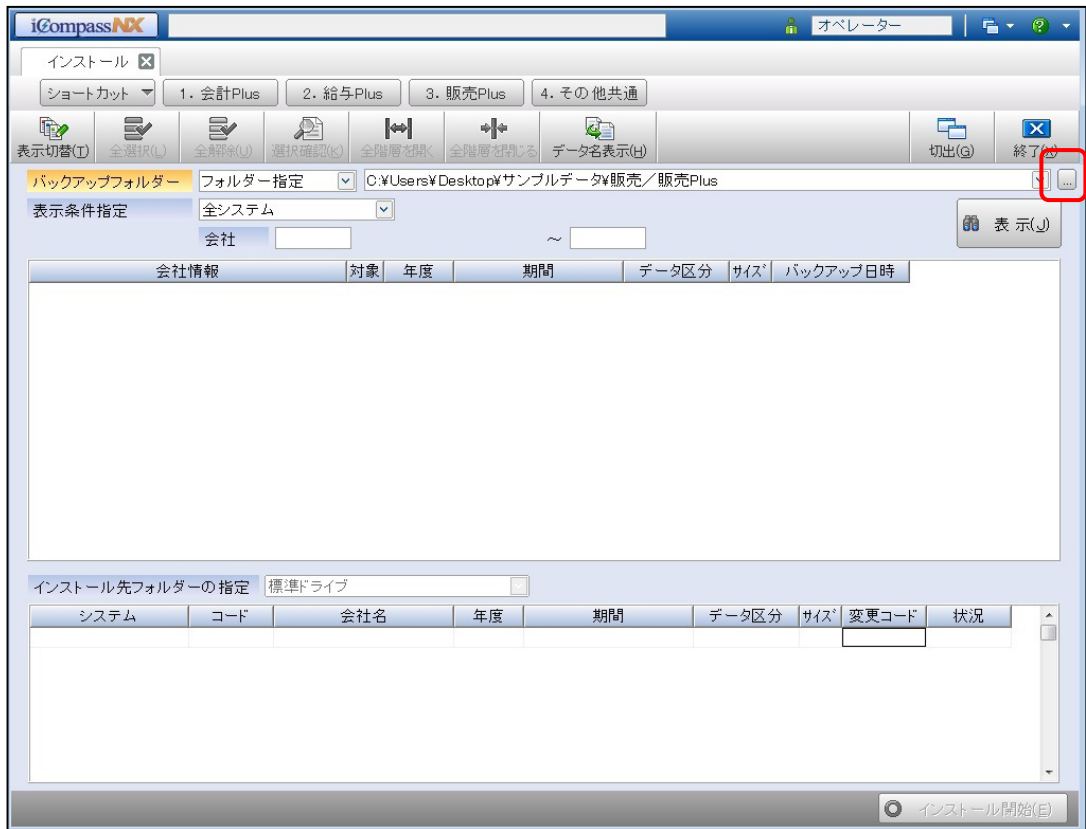 iCompassNX オペレーター
インストール
ショートカット 1. 会計Plus 2. 給与Plus 3. 販売Plus 4. その他共通
表示切替(T) 全選択(L) 全解除(U) 選択確認(K) 全階層を開く 全階層を閉じる データ名表示(H) 切出(G) 終了(X)
バックアップフォルダー フォルダー指定 C:¥Users¥Desktop¥サンプルデータ¥販売／販売Plus ...
表示条件指定 全システム
会社 ～ 表示(J)
会社情報 対象 年度 期間 データ区分 サイズ バックアップ日時
インストール先フォルダーの指定 標準ドライブ
システム コード 会社名 年度 期間 データ区分 サイズ 変更コード 状況
インストール開始(E)